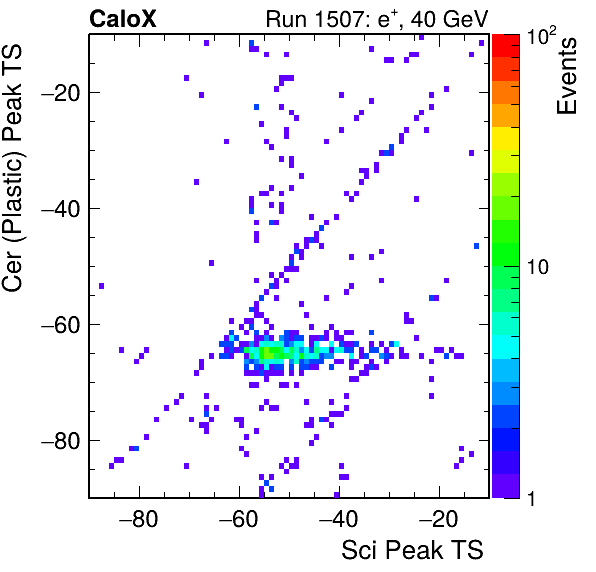 CaloX Run 1507: e⁺, 40 GeV
Cer (Plastic) Peak TS
−20
−40
−60
−80
−80 −60 −40 −20
Sci Peak TS
10²
10
1
Events